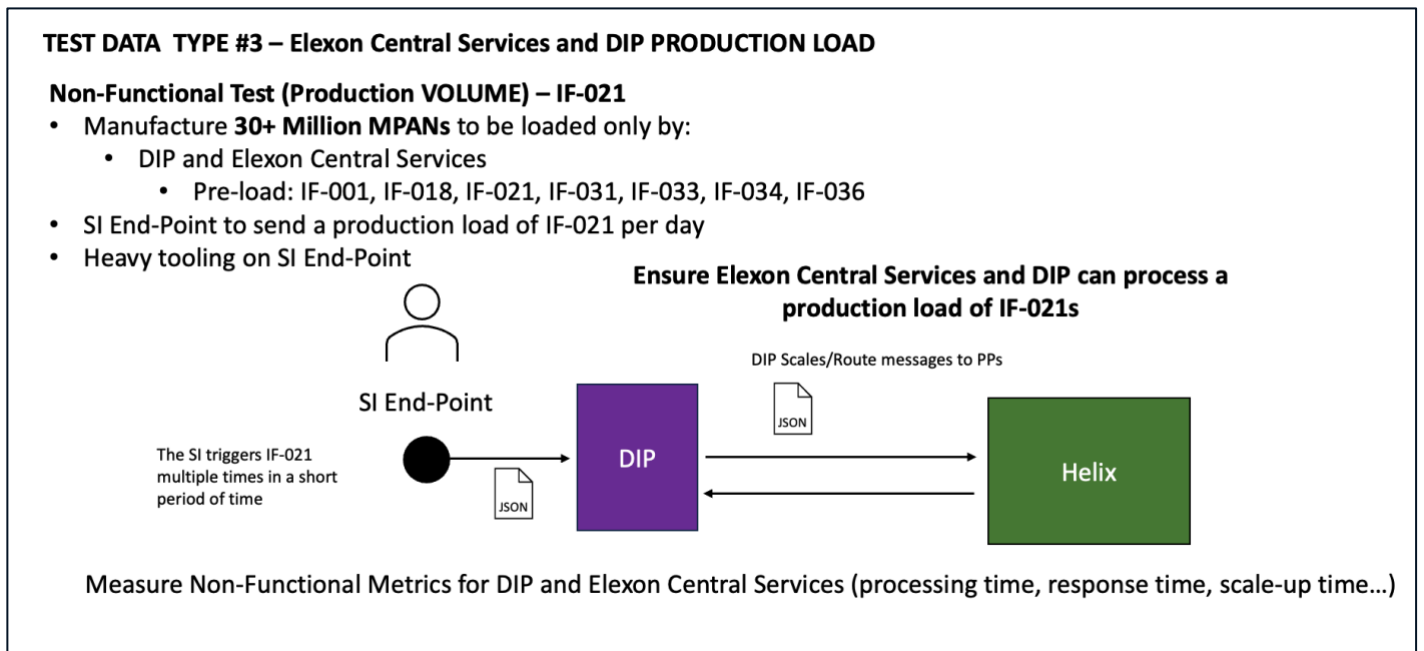 TEST DATA  TYPE #3 – Elexon Central Services and DIP PRODUCTION LOAD
Non-Functional Test (Production VOLUME) – IF-021
• Manufacture 30+ Million MPANs to be loaded only by:
• DIP and Elexon Central Services
• Pre-load: IF-001, IF-018, IF-021, IF-031, IF-033, IF-034, IF-036
• SI End-Point to send a production load of IF-021 per day
• Heavy tooling on SI End-Point
Ensure Elexon Central Services and DIP can process a
production load of IF-021s
DIP Scales/Route messages to PPs
JSON
SI End-Point
The SI triggers IF-021
multiple times in a short
period of time
JSON
DIP
Helix
Measure Non-Functional Metrics for DIP and Elexon Central Services (processing time, response time, scale-up time…)